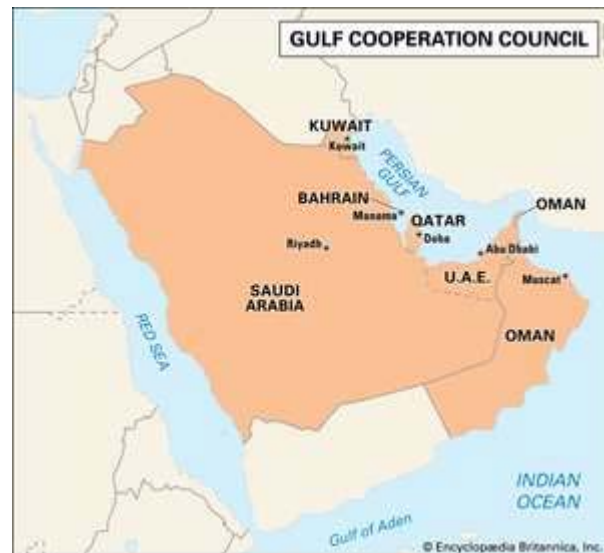 GULF COOPERATION COUNCIL
KUWAIT
Kuwait
PERSIAN
GULF
BAHRAIN
Manama
QATAR
Doha
OMAN
Riyadh
Abu Dhabi
U.A.E.
Muscat
SAUDI
ARABIA
OMAN
RED SEA
INDIAN
OCEAN
Gulf of Aden
© Encyclopædia Britannica, Inc.